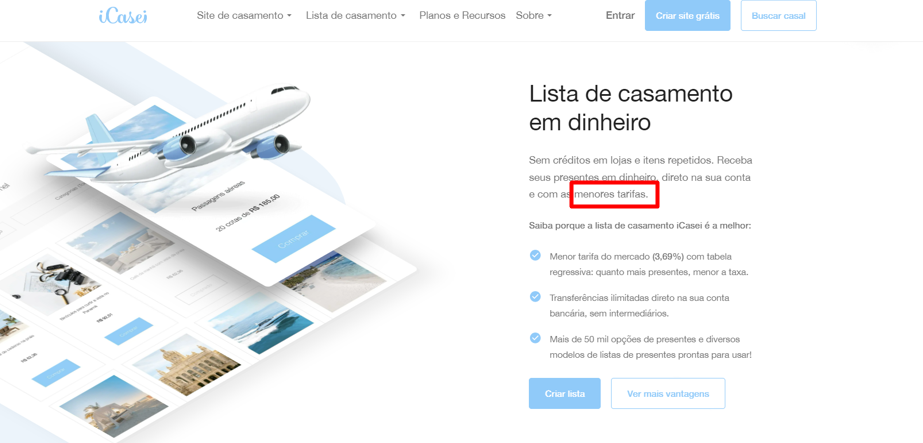 iCasei
Site de casamento
Lista de casamento
Planos e Recursos
Sobre
Entrar
Criar site grátis
Buscar casal
Lista de casamento
em dinheiro
Sem créditos em lojas e itens repetidos. Receba
seus presentes em dinheiro, direto na sua conta
e com as menores tarifas.
Saiba porque a lista de casamento iCasei é a melhor:
Menor tarifa do mercado (3,69%) com tabela
regressiva: quanto mais presentes, menor a taxa.
Transferências ilimitadas direto na sua conta
bancária, sem intermediários.
Mais de 50 mil opções de presentes e diversos
modelos de listas de presentes prontas para usar!
Criar lista
Ver mais vantagens
Passagens aéreas
20 cotas de R$ 185,00
Comprar